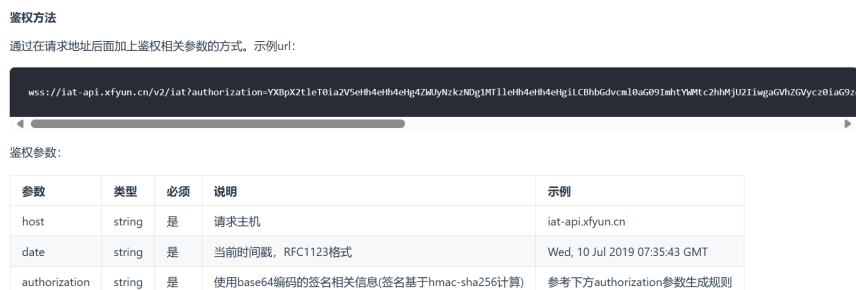 鉴权方法
通过在请求地址后面加上鉴权相关参数的方式。示例url：
wss://iat-api.xfyun.cn/v2/iat?authorization=YXBpX2tleT0ia2V5eHh4eHh4eHg4ZWUyNzkzNDg1MTlleHh4eHh4eHgiLCBhbGdvcml0aG09ImhtYWMtc2hhMjU2IiwgaGVhZGVycz0iaG9zd
鉴权参数：
参数 类型 必须 说明 示例
host string 是 请求主机 iat-api.xfyun.cn
date string 是 当前时间戳，RFC1123格式 Wed, 10 Jul 2019 07:35:43 GMT
authorization string 是 使用base64编码的签名相关信息(签名基于hmac-sha256计算) 参考下方authorization参数生成规则